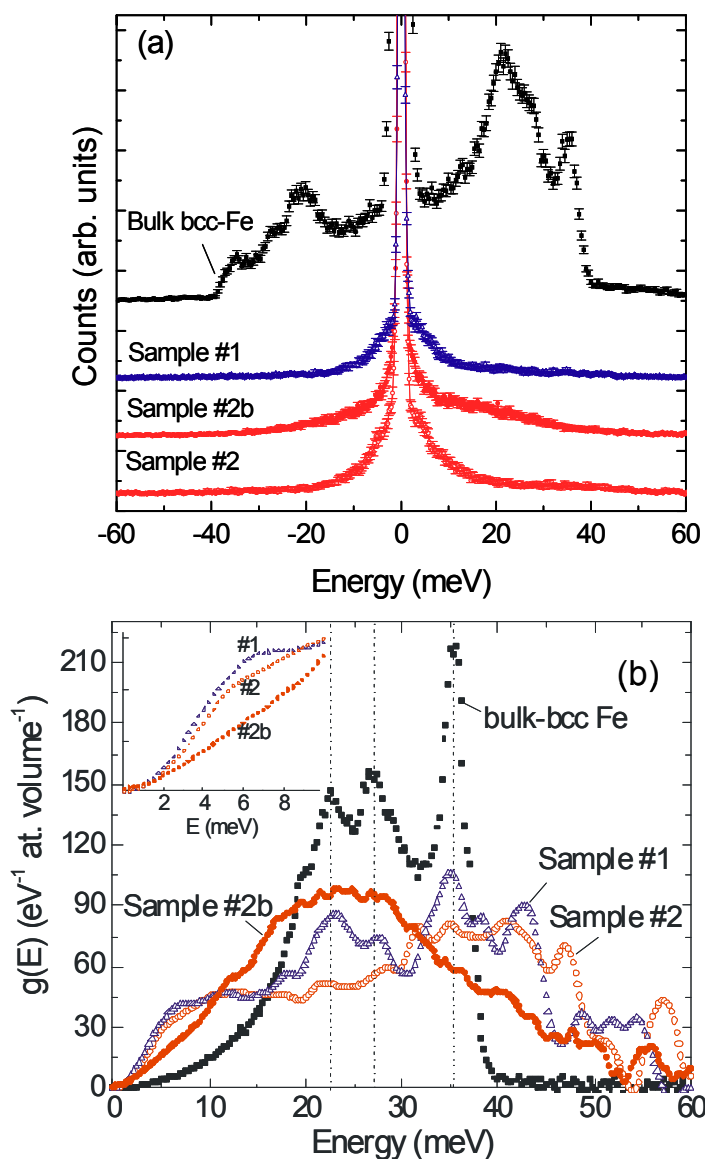 (a)
Counts (arb. units)
Bulk bcc-Fe
Sample #1
Sample #2b
Sample #2
-60 -40 -20 0 20 40 60
Energy (meV)
(b)
g(E) (eV⁻¹ at. volume⁻¹)
210
180
150
120
90
60
30
0
#1
#2
#2b
2 4 6 8
E (meV)
bulk-bcc Fe
Sample #1
Sample #2
Sample #2b
0 10 20 30 40 50 60
Energy (meV)